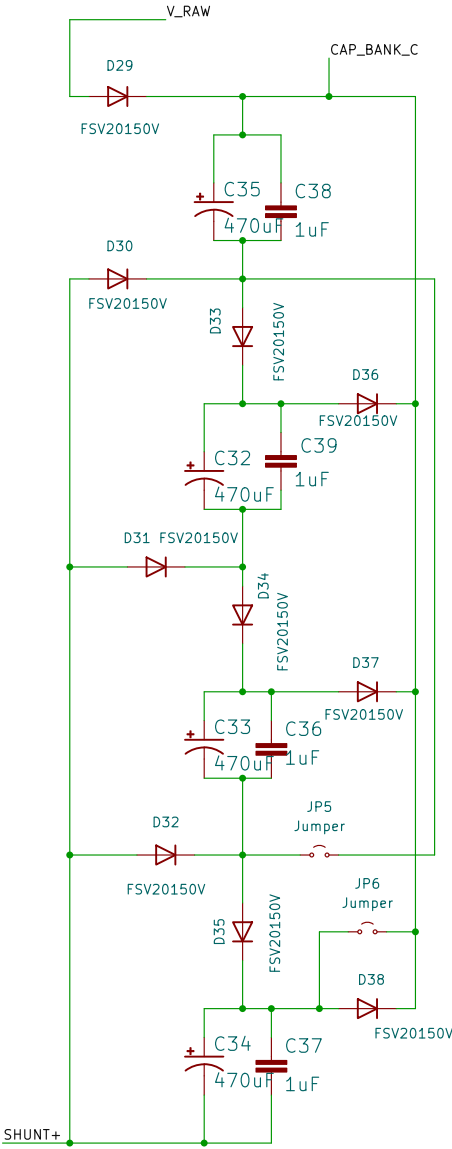 V_RAW
CAP_BANK_C
D29
FSV20150V
C35
C38
470uF
1uF
D30
FSV20150V
D33
FSV20150V
D36
FSV20150V
C32
C39
470uF
1uF
D31 FSV20150V
D34
FSV20150V
D37
FSV20150V
C33
C36
470uF
1uF
JP5
Jumper
D32
FSV20150V
JP6
Jumper
D35
FSV20150V
D38
FSV20150V
C34
C37
470uF
1uF
SHUNT+